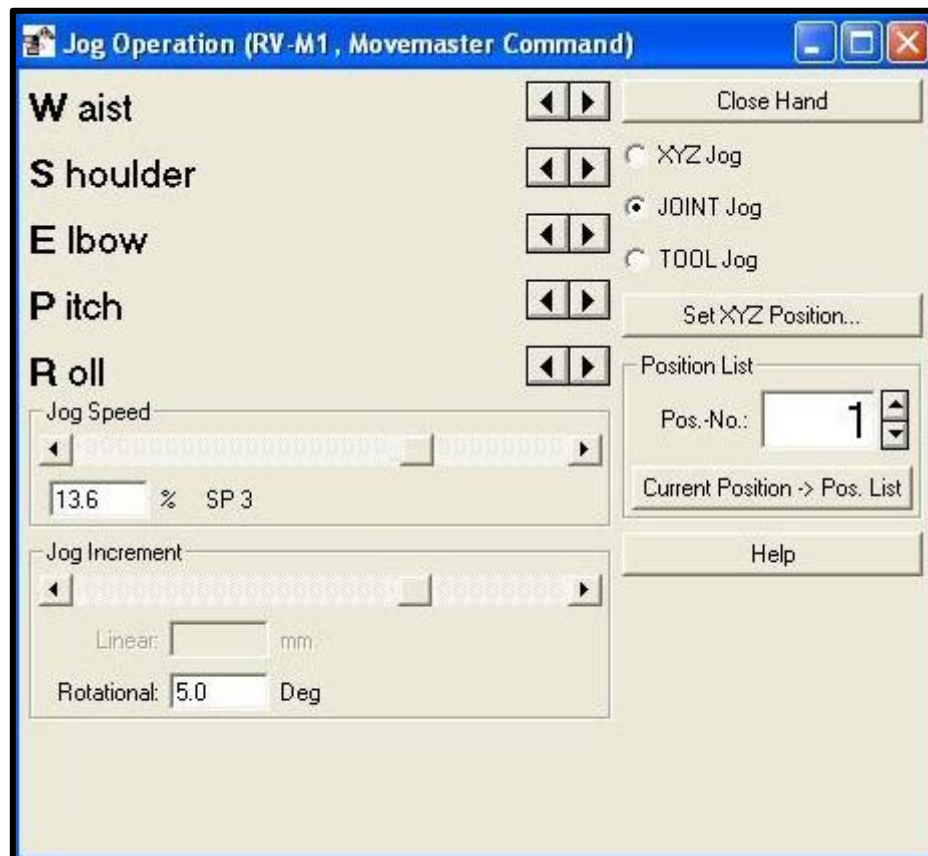 Jog Operation (RV-M1, Movemaster Command)
W aist
S houlder
E lbow
P itch
R oll
Jog Speed
13.6 % SP 3
Jog Increment
Linear: mm
Rotational: 5.0 Deg
Close Hand
XYZ Jog
JOINT Jog
TOOL Jog
Set XYZ Position...
Position List
Pos.-No.: 1
Current Position -> Pos. List
Help